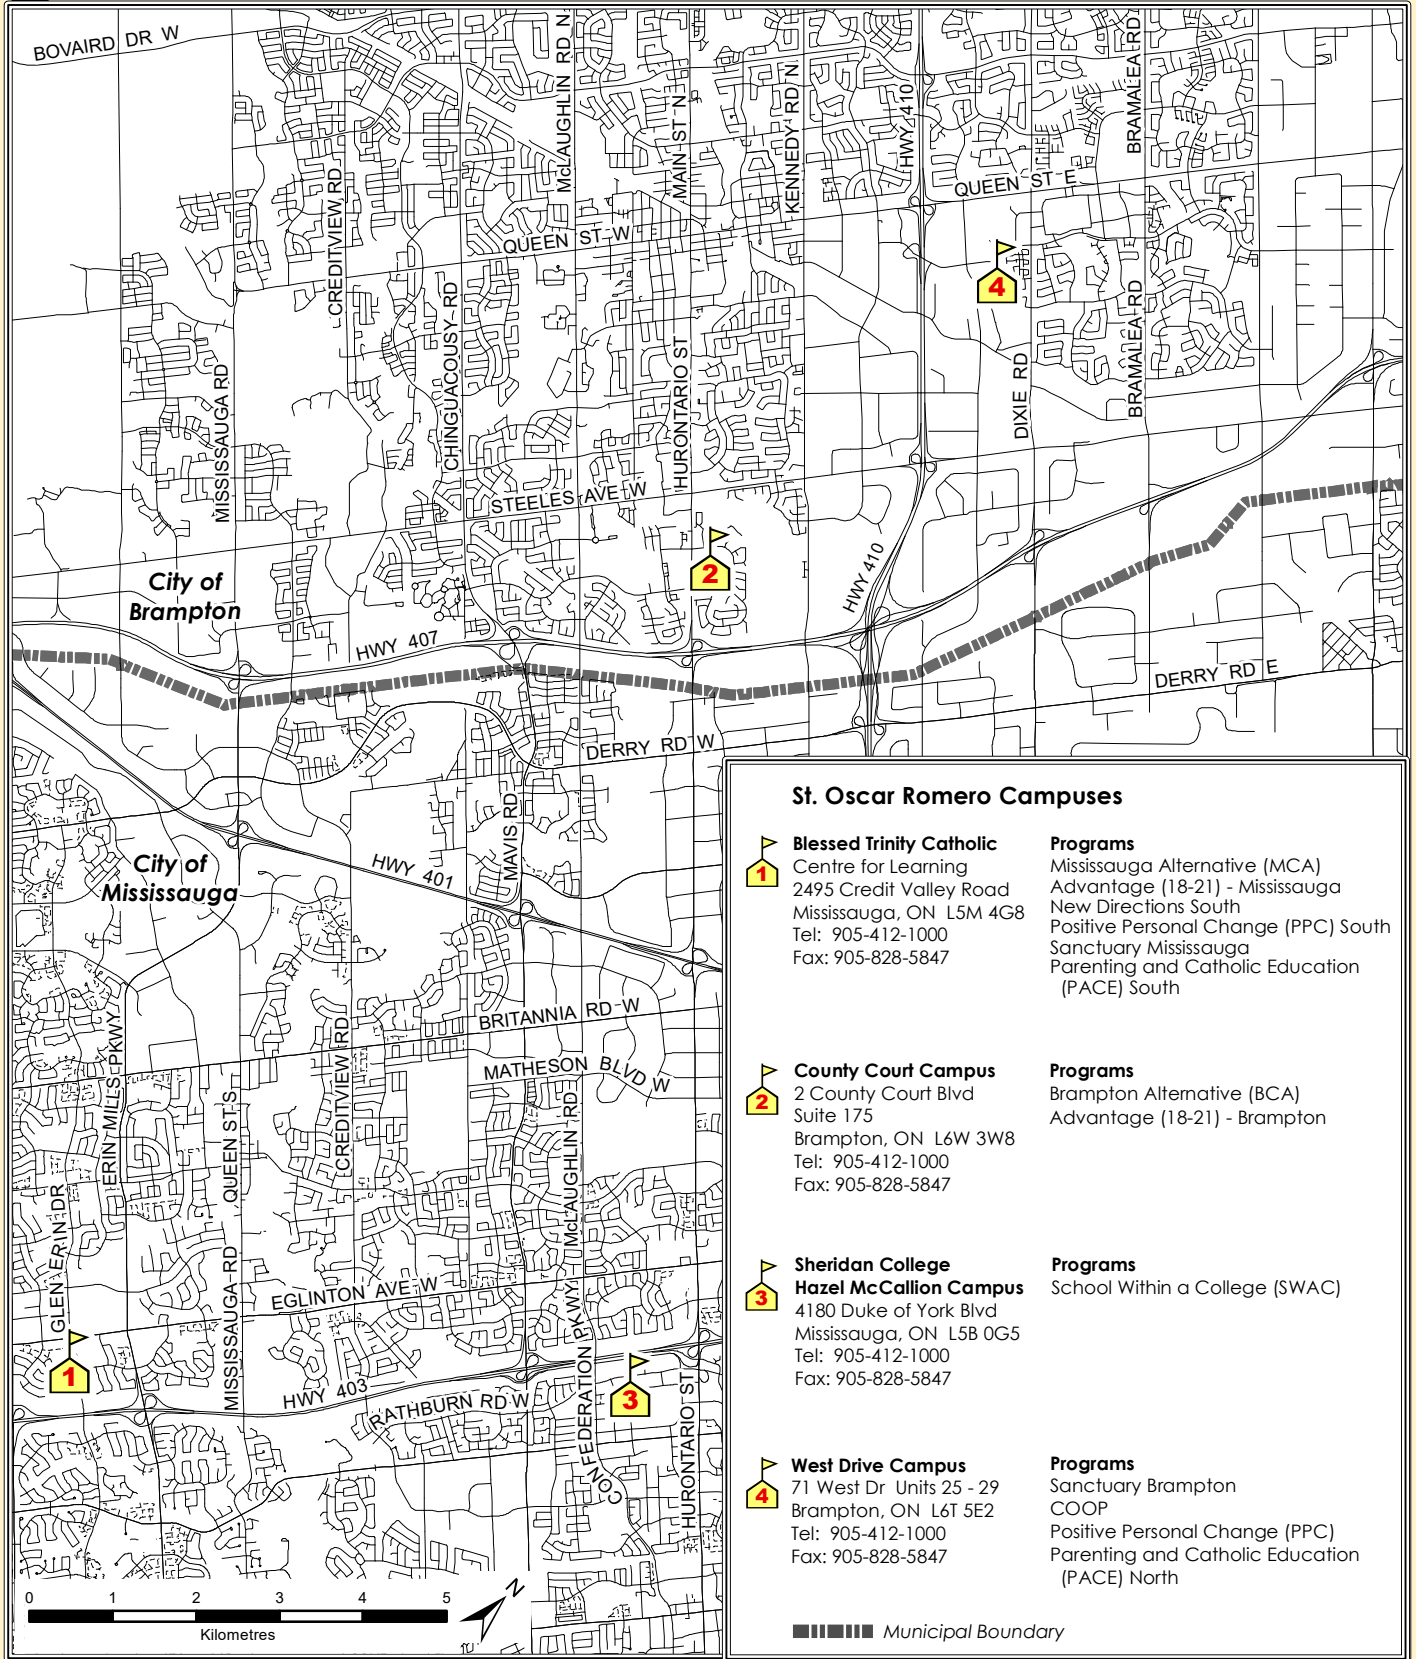 BOVAIRD DR W
McLAUGHLIN RD N
MAIN ST N
KENNEDY RD N
HWY 410
BRAMALEA RD
QUEEN ST E
CREDITVIEW RD
QUEEN ST W
4
CHINGUACOUSY RD
MISSISSAUGA RD
HURONTARIO ST
DIXIE RD
BRAMALEA RD
STEELES AVE W
2
HWY 410
City of
Brampton
HWY 407
DERRY RD E
DERRY RD W
MAVIS RD
HWY 401
City of
Mississauga
BRITANNIA RD W
MATHESON BLVD W
ERIN MILLS PKWY
QUEEN ST S
CREDITVIEW RD
McLAUGHLIN RD
GLEN ERIN DR
MISSISSAUGA RD
EGLINTON AVE W
1
HWY 403
RATHBURN RD W
CONFEDERATION PKWY
3
HURONTARIO ST
0 1 2 3 4 5
Kilometres
N
St. Oscar Romero Campuses
1
Blessed Trinity Catholic
Centre for Learning
2495 Credit Valley Road
Mississauga, ON L5M 4G8
Tel: 905-412-1000
Fax: 905-828-5847
Programs
Mississauga Alternative (MCA)
Advantage (18-21) - Mississauga
New Directions South
Positive Personal Change (PPC) South
Sanctuary Mississauga
Parenting and Catholic Education
(PACE) South
2
County Court Campus
2 County Court Blvd
Suite 175
Brampton, ON L6W 3W8
Tel: 905-412-1000
Fax: 905-828-5847
Programs
Brampton Alternative (BCA)
Advantage (18-21) - Brampton
3
Sheridan College
Hazel McCallion Campus
4180 Duke of York Blvd
Mississauga, ON L5B 0G5
Tel: 905-412-1000
Fax: 905-828-5847
Programs
School Within a College (SWAC)
4
West Drive Campus
71 West Dr Units 25 - 29
Brampton, ON L6T 5E2
Tel: 905-412-1000
Fax: 905-828-5847
Programs
Sanctuary Brampton
COOP
Positive Personal Change (PPC)
Parenting and Catholic Education
(PACE) North
Municipal Boundary